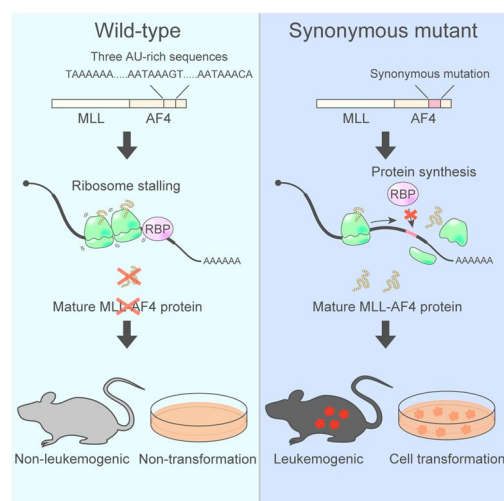 Wild-type
Three AU-rich sequences
TAAAAAA.....AATAAAGT.....AATAAACA
MLL AF4
Ribosome stalling
RBP
AAAAAA
Mature MLL-AF4 protein
Non-leukemogenic Non-transformation
Synonymous mutant
Synonymous mutation
MLL AF4
Protein synthesis
RBP
AAAAAA
Mature MLL-AF4 protein
Leukemogenic Cell transformation